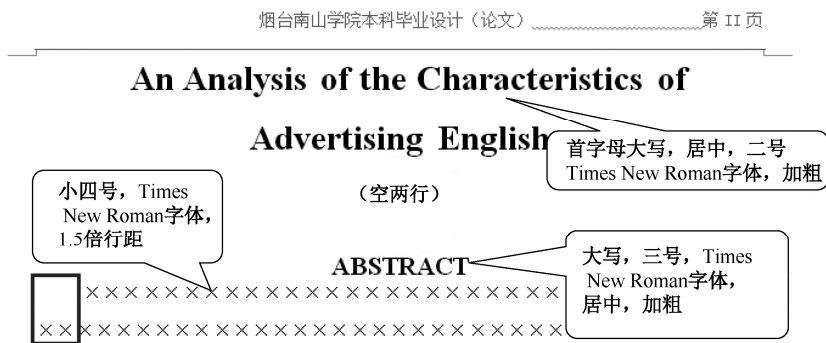 烟台南山学院本科毕业设计（论文） 第 II 页
An Analysis of the Characteristics of
Advertising English
首字母大写，居中，二号
Times New Roman字体，加粗
（空两行）
小四号，Times
New Roman字体，
1.5倍行距
ABSTRACT
大写，三号，Times
New Roman字体，
居中，加粗
××××××××××××××××××××××××
××××××××××××××××××××××××××